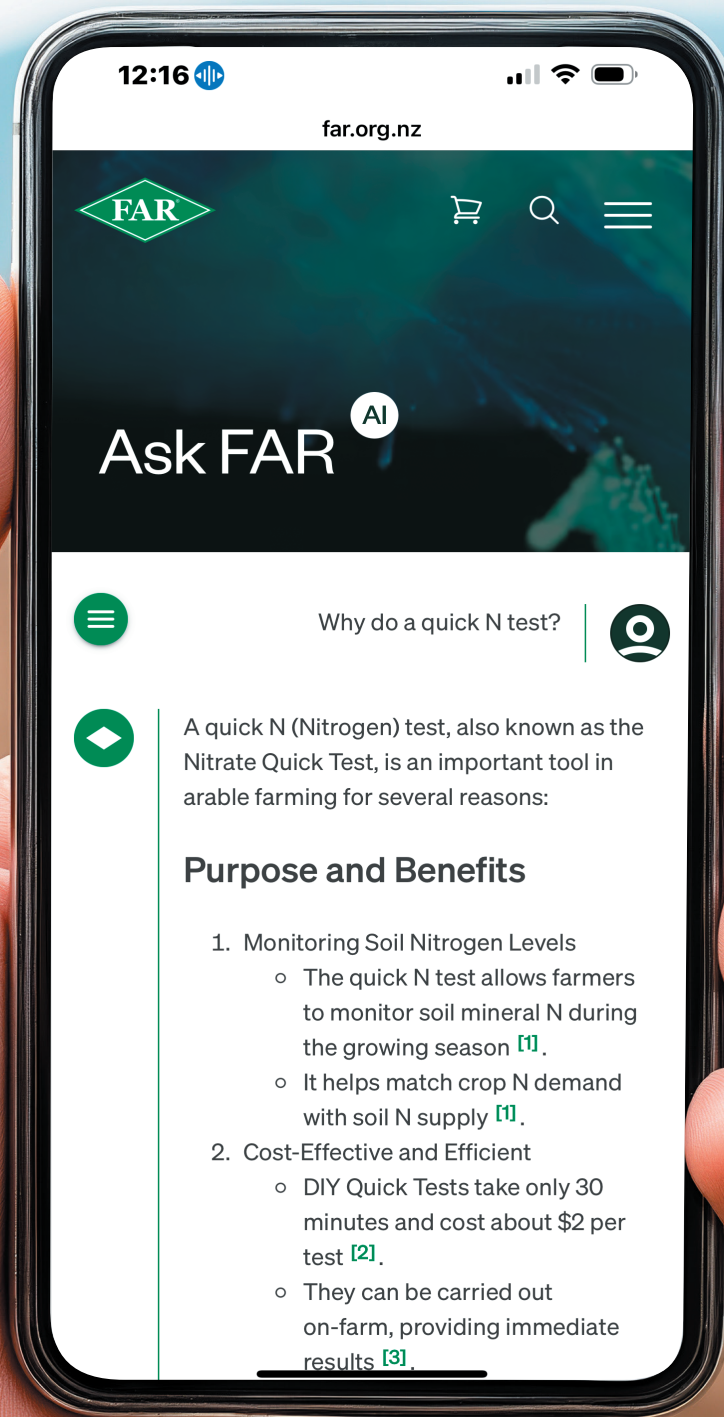 12:16
far.org.nz
FAR
AI
Ask FAR
Why do a quick N test?
A quick N (Nitrogen) test, also known as the
Nitrate Quick Test, is an important tool in
arable farming for several reasons:
Purpose and Benefits
1. Monitoring Soil Nitrogen Levels
○ The quick N test allows farmers
to monitor soil mineral N during
the growing season [1].
○ It helps match crop N demand
with soil N supply [1].
2. Cost-Effective and Efficient
○ DIY Quick Tests take only 30
minutes and cost about $2 per
test [2].
○ They can be carried out
on-farm, providing immediate
results [3].